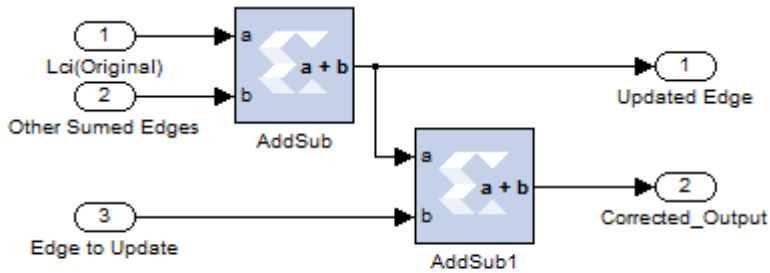 1
Lci(Original)
2
Other Sumed Edges
a
b
a + b
AddSub
1
Updated Edge
a
b
a + b
AddSub1
2
Corrected_Output
3
Edge to Update